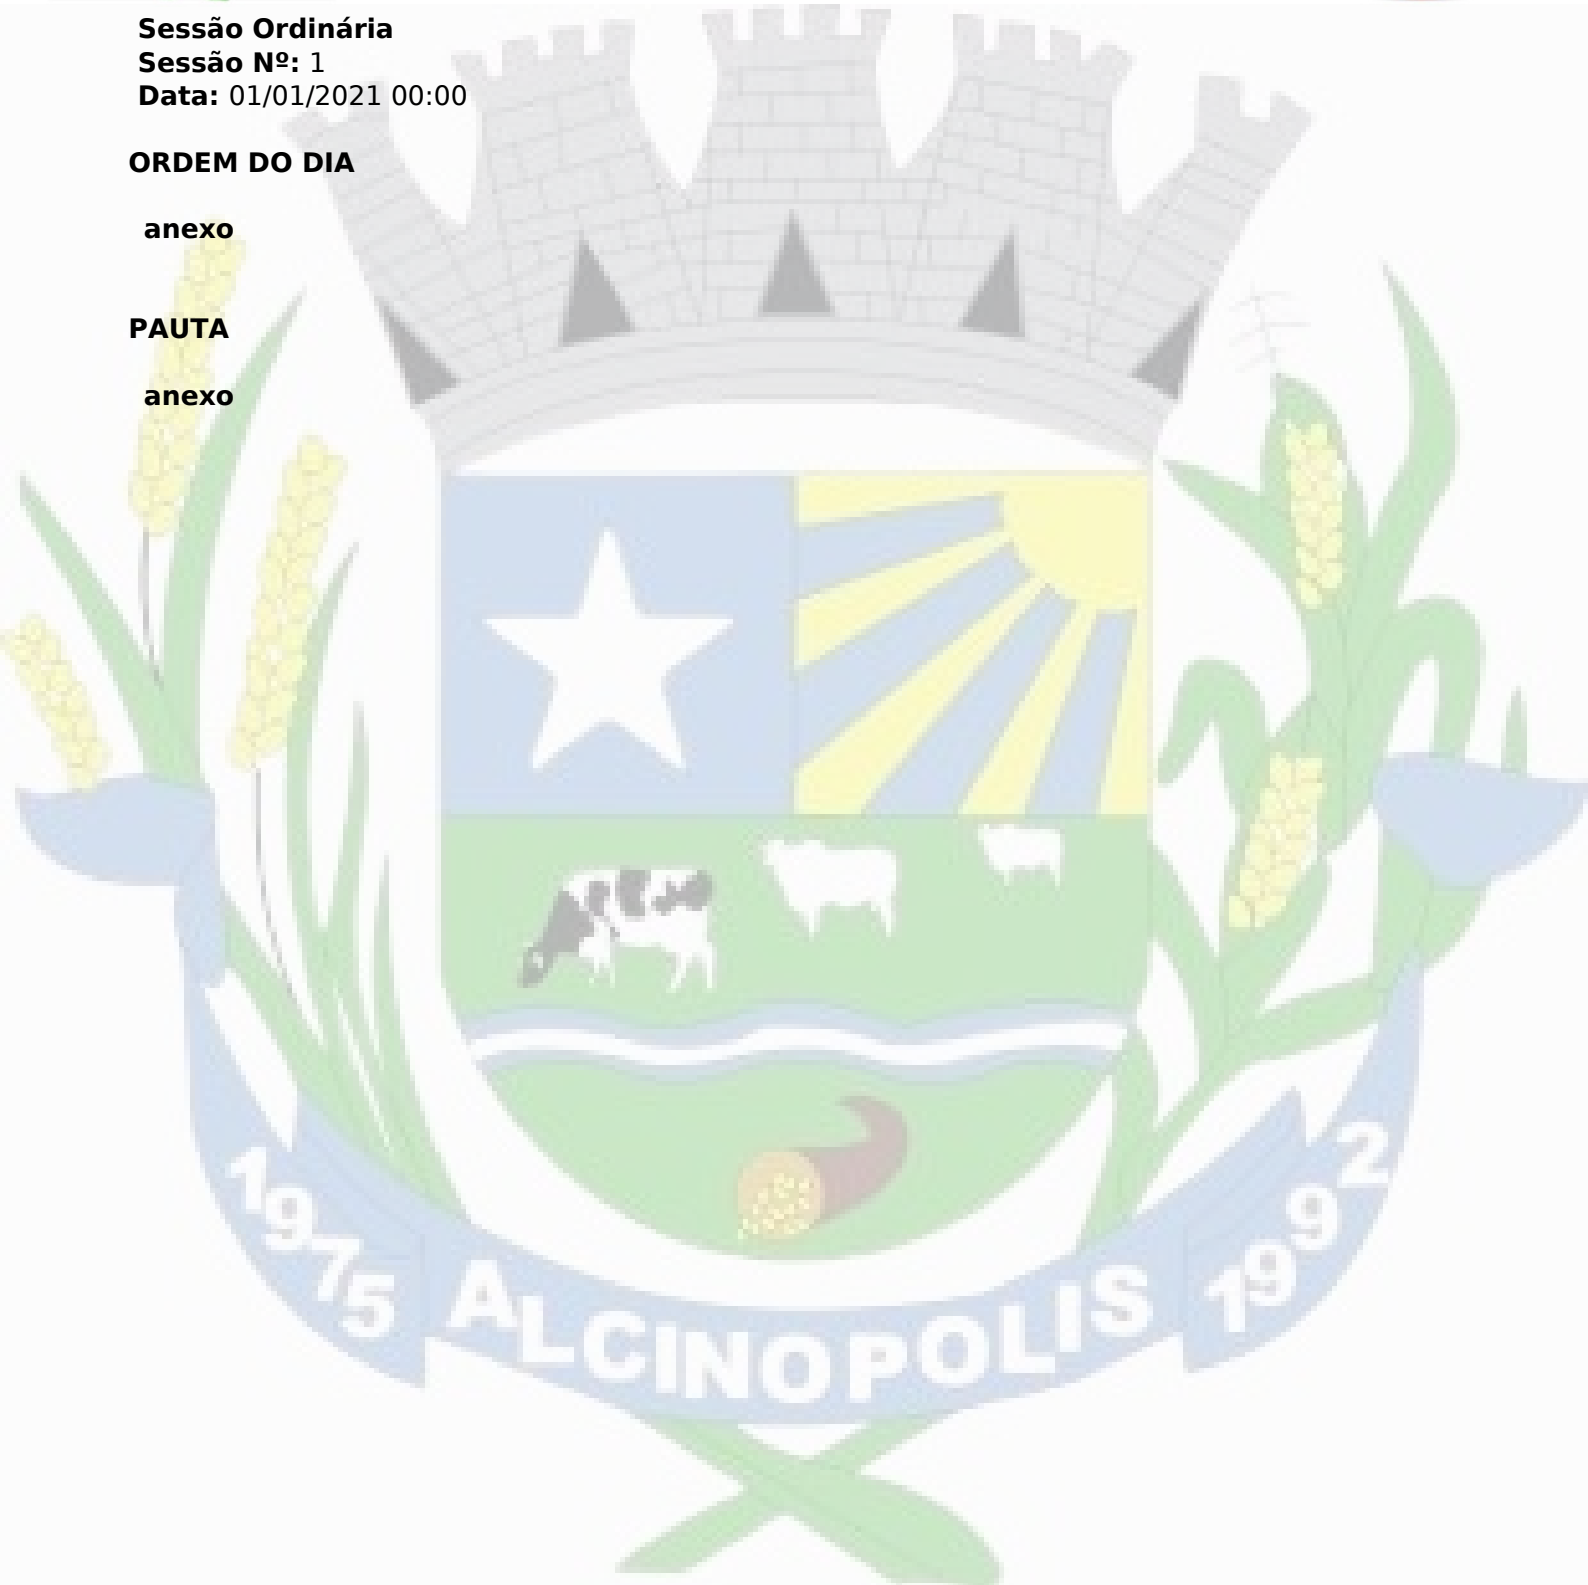 Sessão Ordinária
Sessão Nº: 1
Data: 01/01/2021 00:00
ORDEM DO DIA
anexo
PAUTA
anexo
1975 ALCINOPOLIS 1992